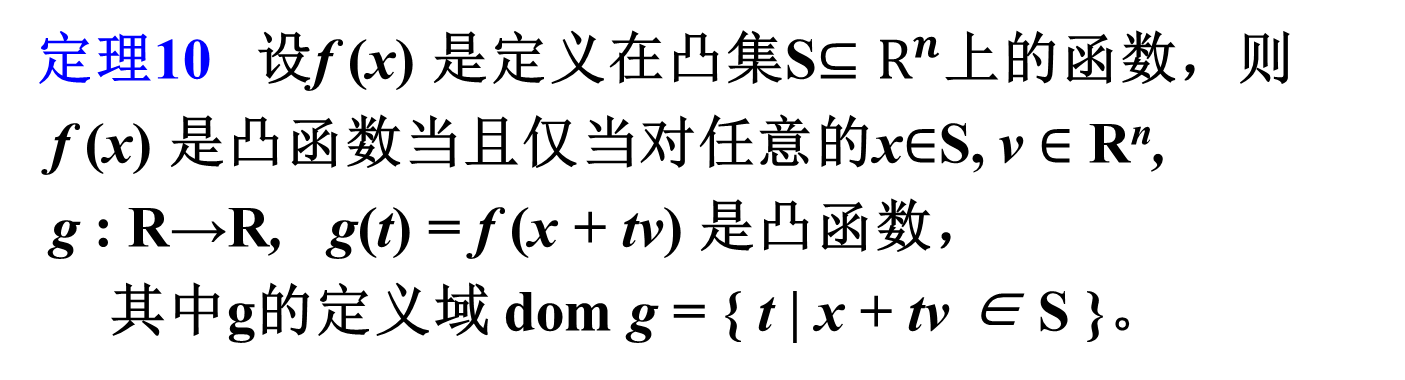 定理10 设f (x) 是定义在凸集S⊆ Rⁿ上的函数，则
f (x) 是凸函数当且仅当对任意的x∈S, v ∈ Rⁿ,
g : R→R, g(t) = f (x + tv) 是凸函数，
其中g的定义域 dom g = { t | x + tv ∈ S }。